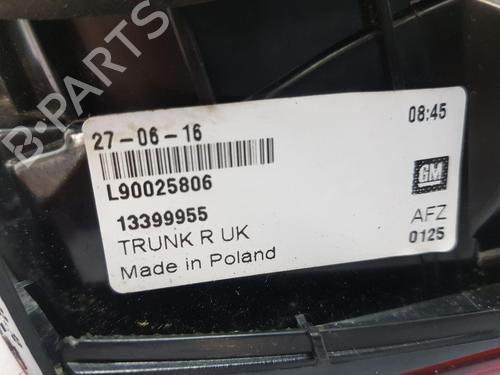 B-PARTS
27-06-16
08:45
L90025806
GM
13399955
AFZ
TRUNK R UK
0125
Made in Poland